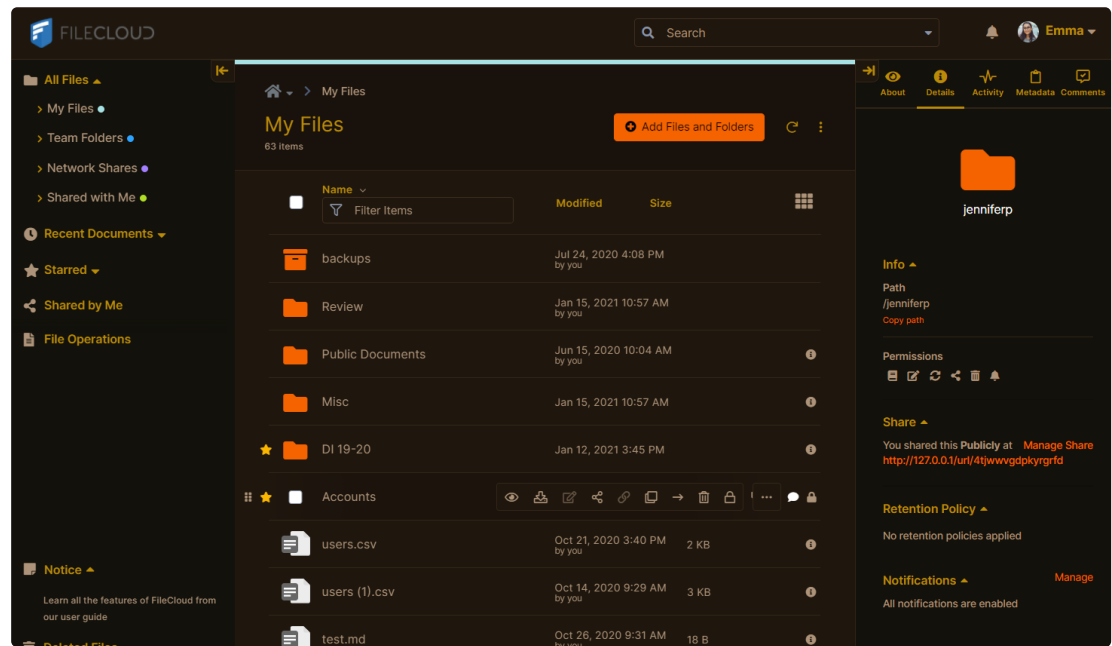 FILECLOUD
Search
Emma
All Files
My Files
Team Folders
Network Shares
Shared with Me
Recent Documents
Starred
Shared by Me
File Operations
Notice
Learn all the features of FileCloud from
our user guide
Deleted Files
My Files
My Files
63 items
Add Files and Folders
Name
Filter Items
Modified
Size
backups
Jul 24, 2020 4:08 PM
by you
Review
Jan 15, 2021 10:57 AM
by you
Public Documents
Jun 15, 2020 10:04 AM
by you
Misc
Jan 15, 2021 10:57 AM
DI 19-20
Jan 12, 2021 3:45 PM
Accounts
users.csv
Oct 21, 2020 3:40 PM
by you
2 KB
users (1).csv
Oct 14, 2020 9:29 AM
by you
3 KB
test.md
Oct 26, 2020 9:31 AM
by you
18 B
About
Details
Activity
Metadata
Comments
jenniferp
Info
Path
/jenniferp
Copy path
Permissions
Share
You shared this Publicly at Manage Share
http://127.0.0.1/url/4tjwwvgdpkyrgrfd
Retention Policy
No retention policies applied
Notifications
Manage
All notifications are enabled